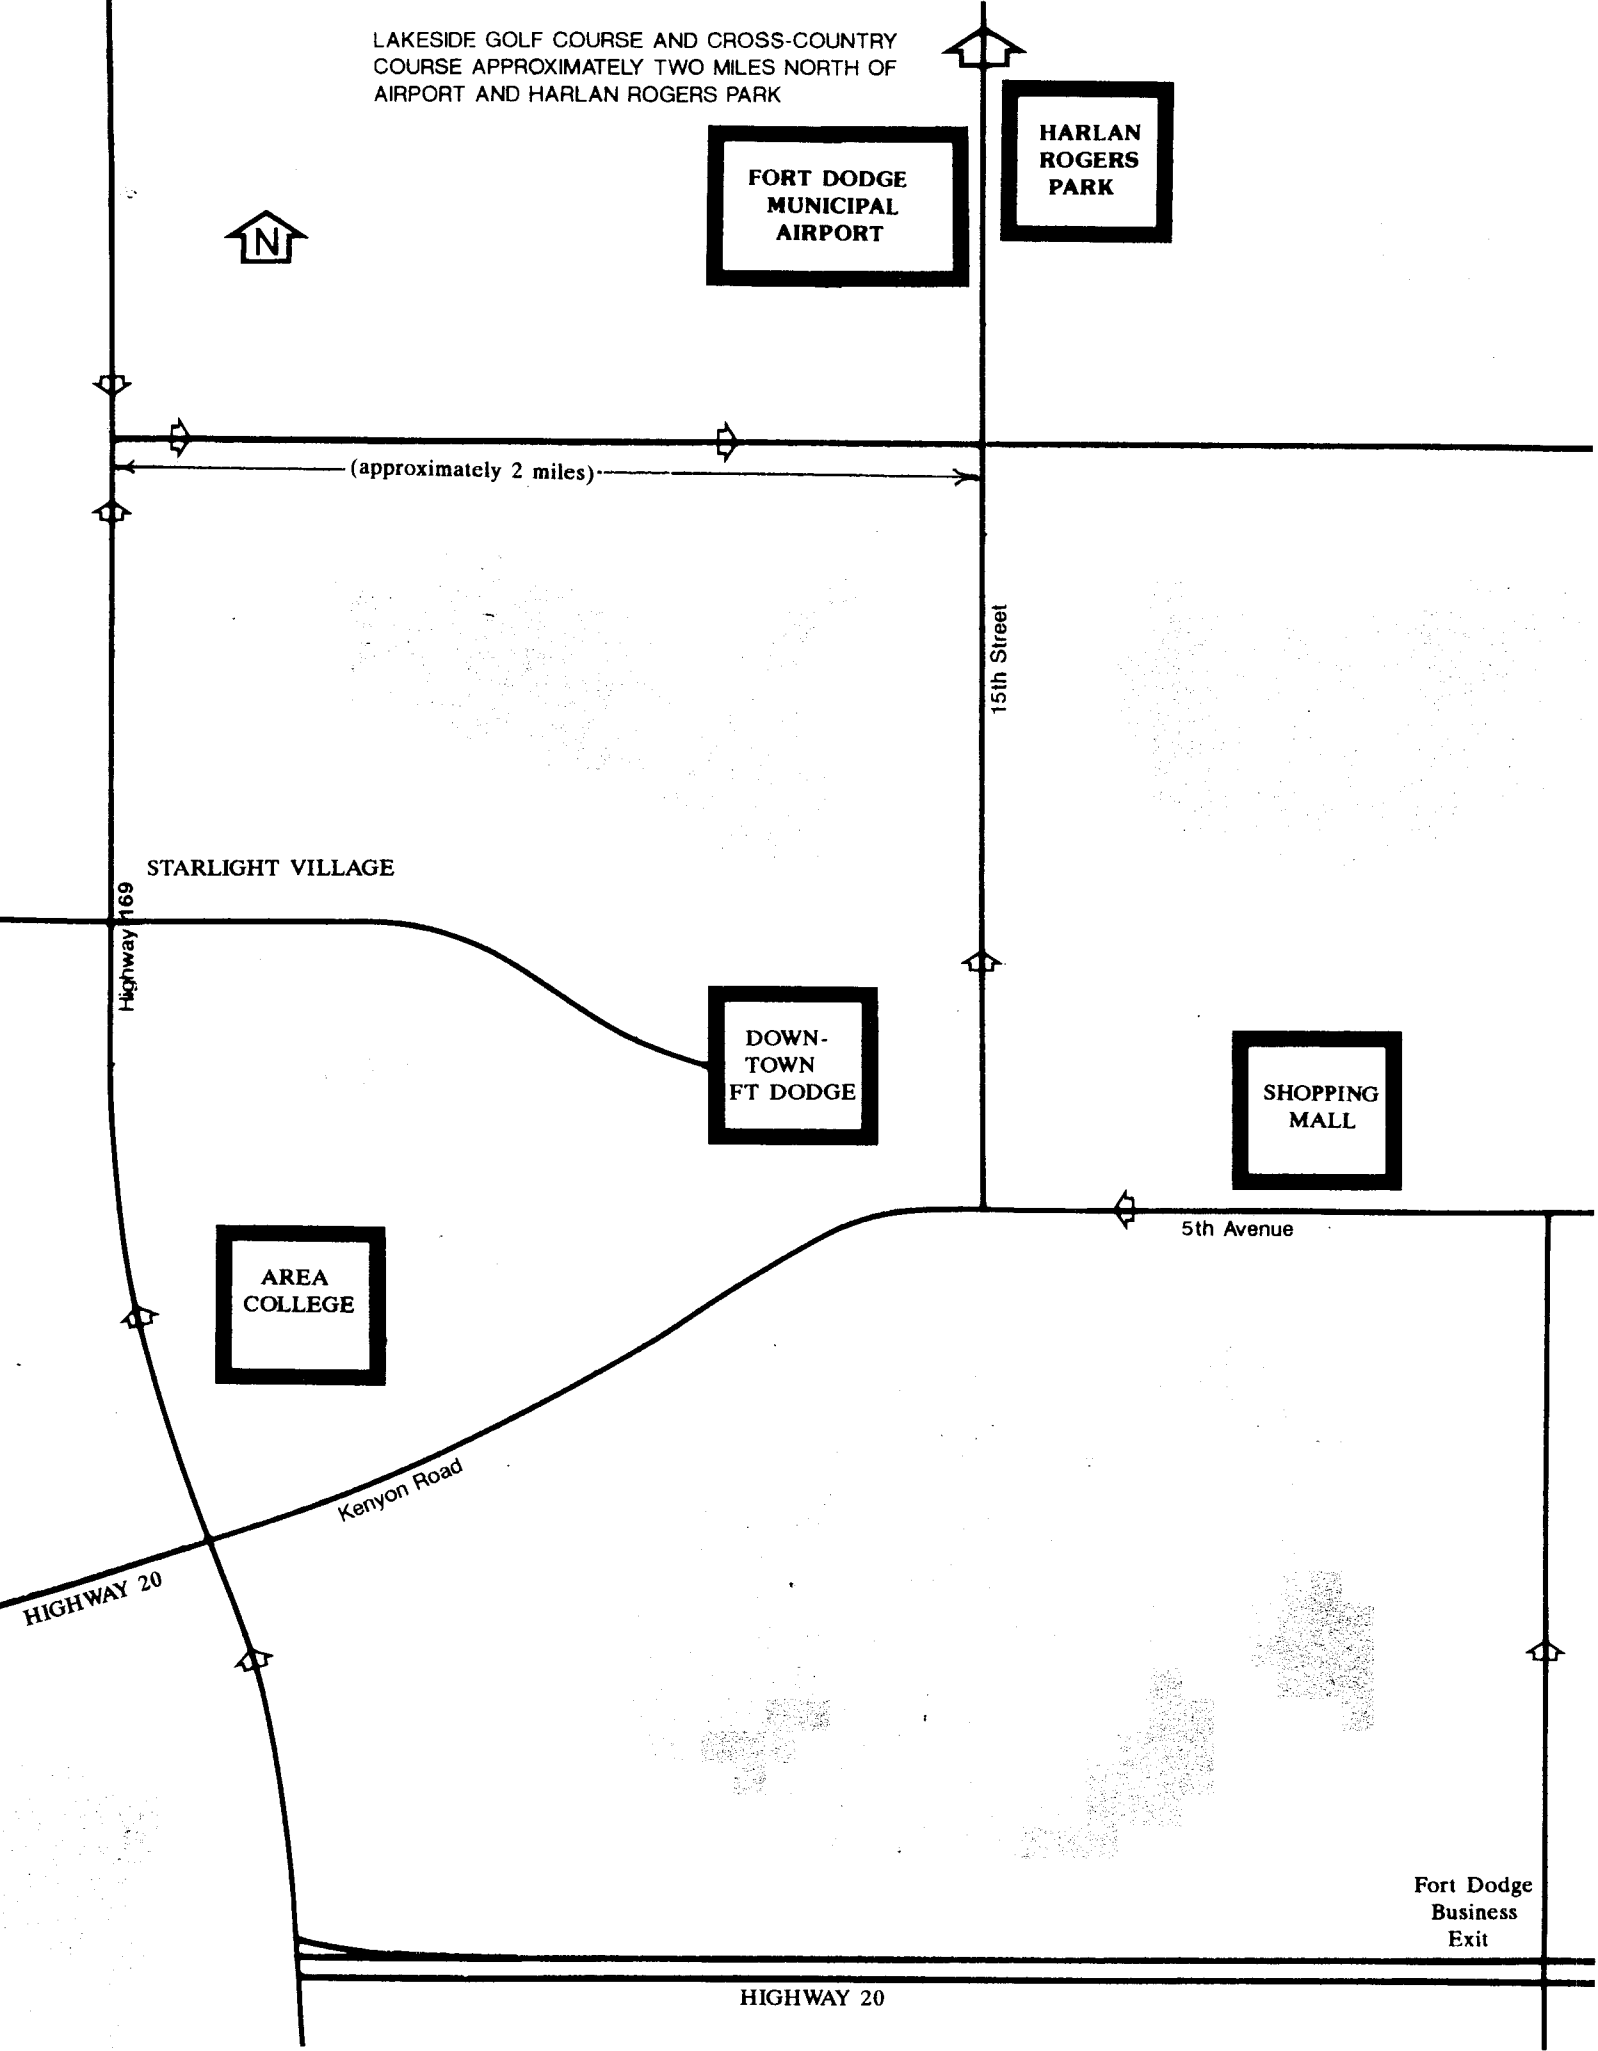 LAKESIDE GOLF COURSE AND CROSS-COUNTRY
COURSE APPROXIMATELY TWO MILES NORTH OF
AIRPORT AND HARLAN ROGERS PARK
HARLAN
ROGERS
PARK
FORT DODGE
MUNICIPAL
AIRPORT
N
(approximately 2 miles)
15th Street
STARLIGHT VILLAGE
Highway 169
DOWN-
TOWN
FT DODGE
SHOPPING
MALL
5th Avenue
AREA
COLLEGE
Kenyon Road
HIGHWAY 20
Fort Dodge
Business
Exit
HIGHWAY 20